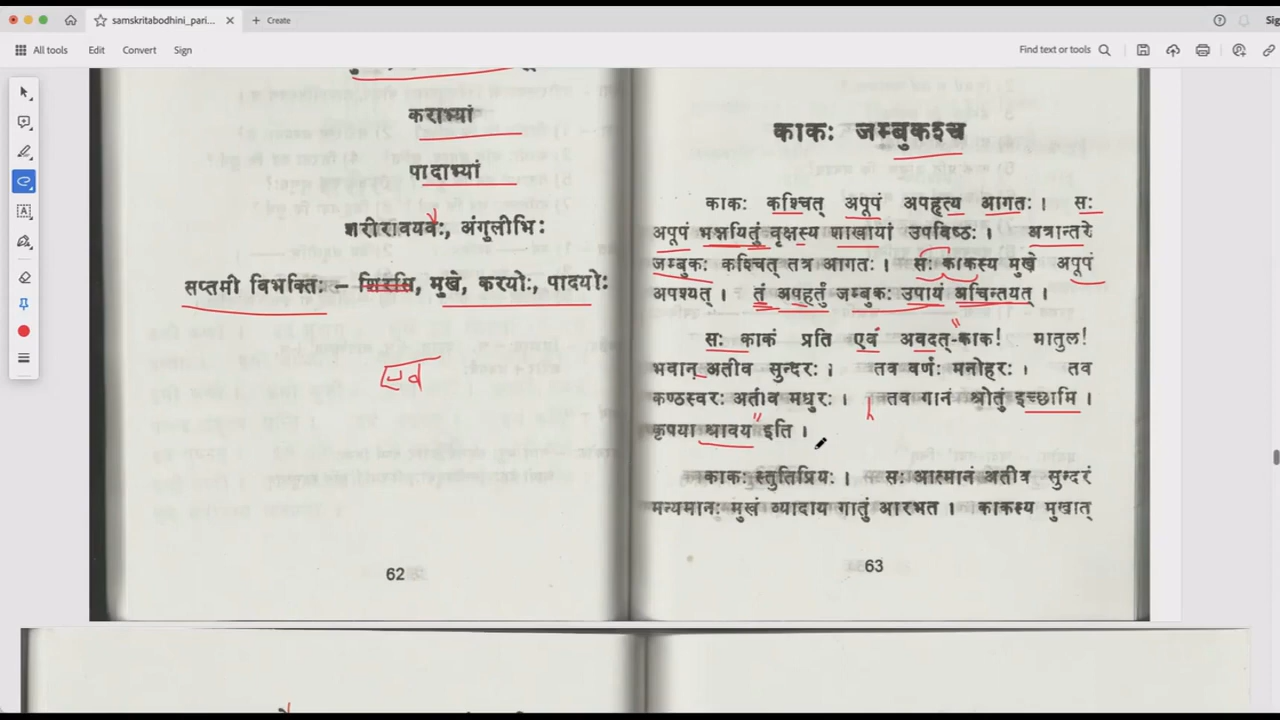 samskritabodhini_pari...
Create
Sig
All tools
Edit
Convert
Sign
Find text or tools
कराभ्यां
पादाभ्यां
शरीरावयवैः, अंगुलीभिः
सप्तमी विभक्तिः – शिरसि, मुखे, करयोः, पादयोः
एवं
62
काकः जम्बुकश्च
काकः कश्चित् अपूपं अपहृत्य आगतः । सः
अपूपं भक्षयितुं वृक्षस्य शाखायां उपविष्ठः । अत्रान्तरे
जम्बुकः कश्चित् तत्र आगतः । सः काकस्य मुखे अपूपं
अपश्यत् । तं अपहर्तुं जम्बुकः उपायं अचिन्तयत् ।
सः काकं प्रति एवं अवदत्-काक! मातुल!
भवान् अतीव सुन्दरः । तव वर्णः मनोहरः । तव
कण्ठस्वरः अतीव मधुरः । तव गानं श्रोतुं इच्छामि ।
कृपया श्रावय इति ।
काकः स्तुतिप्रियः । सः आत्मानं अतीव सुन्दरं
मन्यमानः मुखं व्यादाय गातुं आरभत । काकस्य मुखात्
63